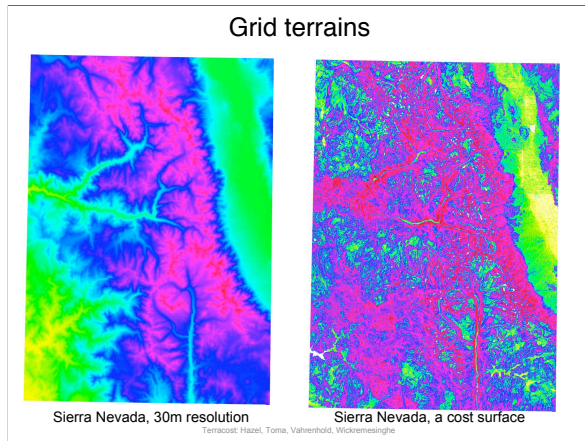 Grid terrains
Sierra Nevada, 30m resolution
Sierra Nevada, a cost surface
Terracost: Hazel, Toma, Vahrenhold, Wickremesinghe